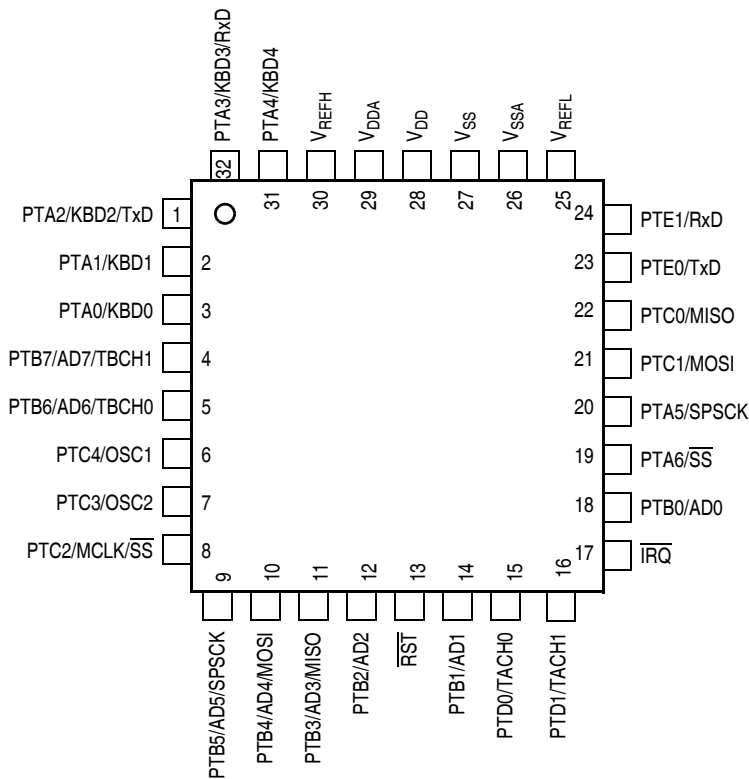 PTA3/KBD3/RxD
PTA4/KBD4
VREFH
VDDA
VDD
VSS
VSSA
VREFL
32
31
30
29
28
27
26
25
PTA2/KBD2/TxD 1
PTA1/KBD1 2
PTA0/KBD0 3
PTB7/AD7/TBCH1 4
PTB6/AD6/TBCH0 5
PTC4/OSC1 6
PTC3/OSC2 7
PTC2/MCLK/S̅S̅ 8
24 PTE1/RxD
23 PTE0/TxD
22 PTC0/MISO
21 PTC1/MOSI
20 PTA5/SPSCK
19 PTA6/S̅S̅
18 PTB0/AD0
17 I̅R̅Q̅
9
10
11
12
13
14
15
16
PTB5/AD5/SPSCK
PTB4/AD4/MOSI
PTB3/AD3/MISO
PTB2/AD2
R̅S̅T̅
PTB1/AD1
PTD0/TACH0
PTD1/TACH1